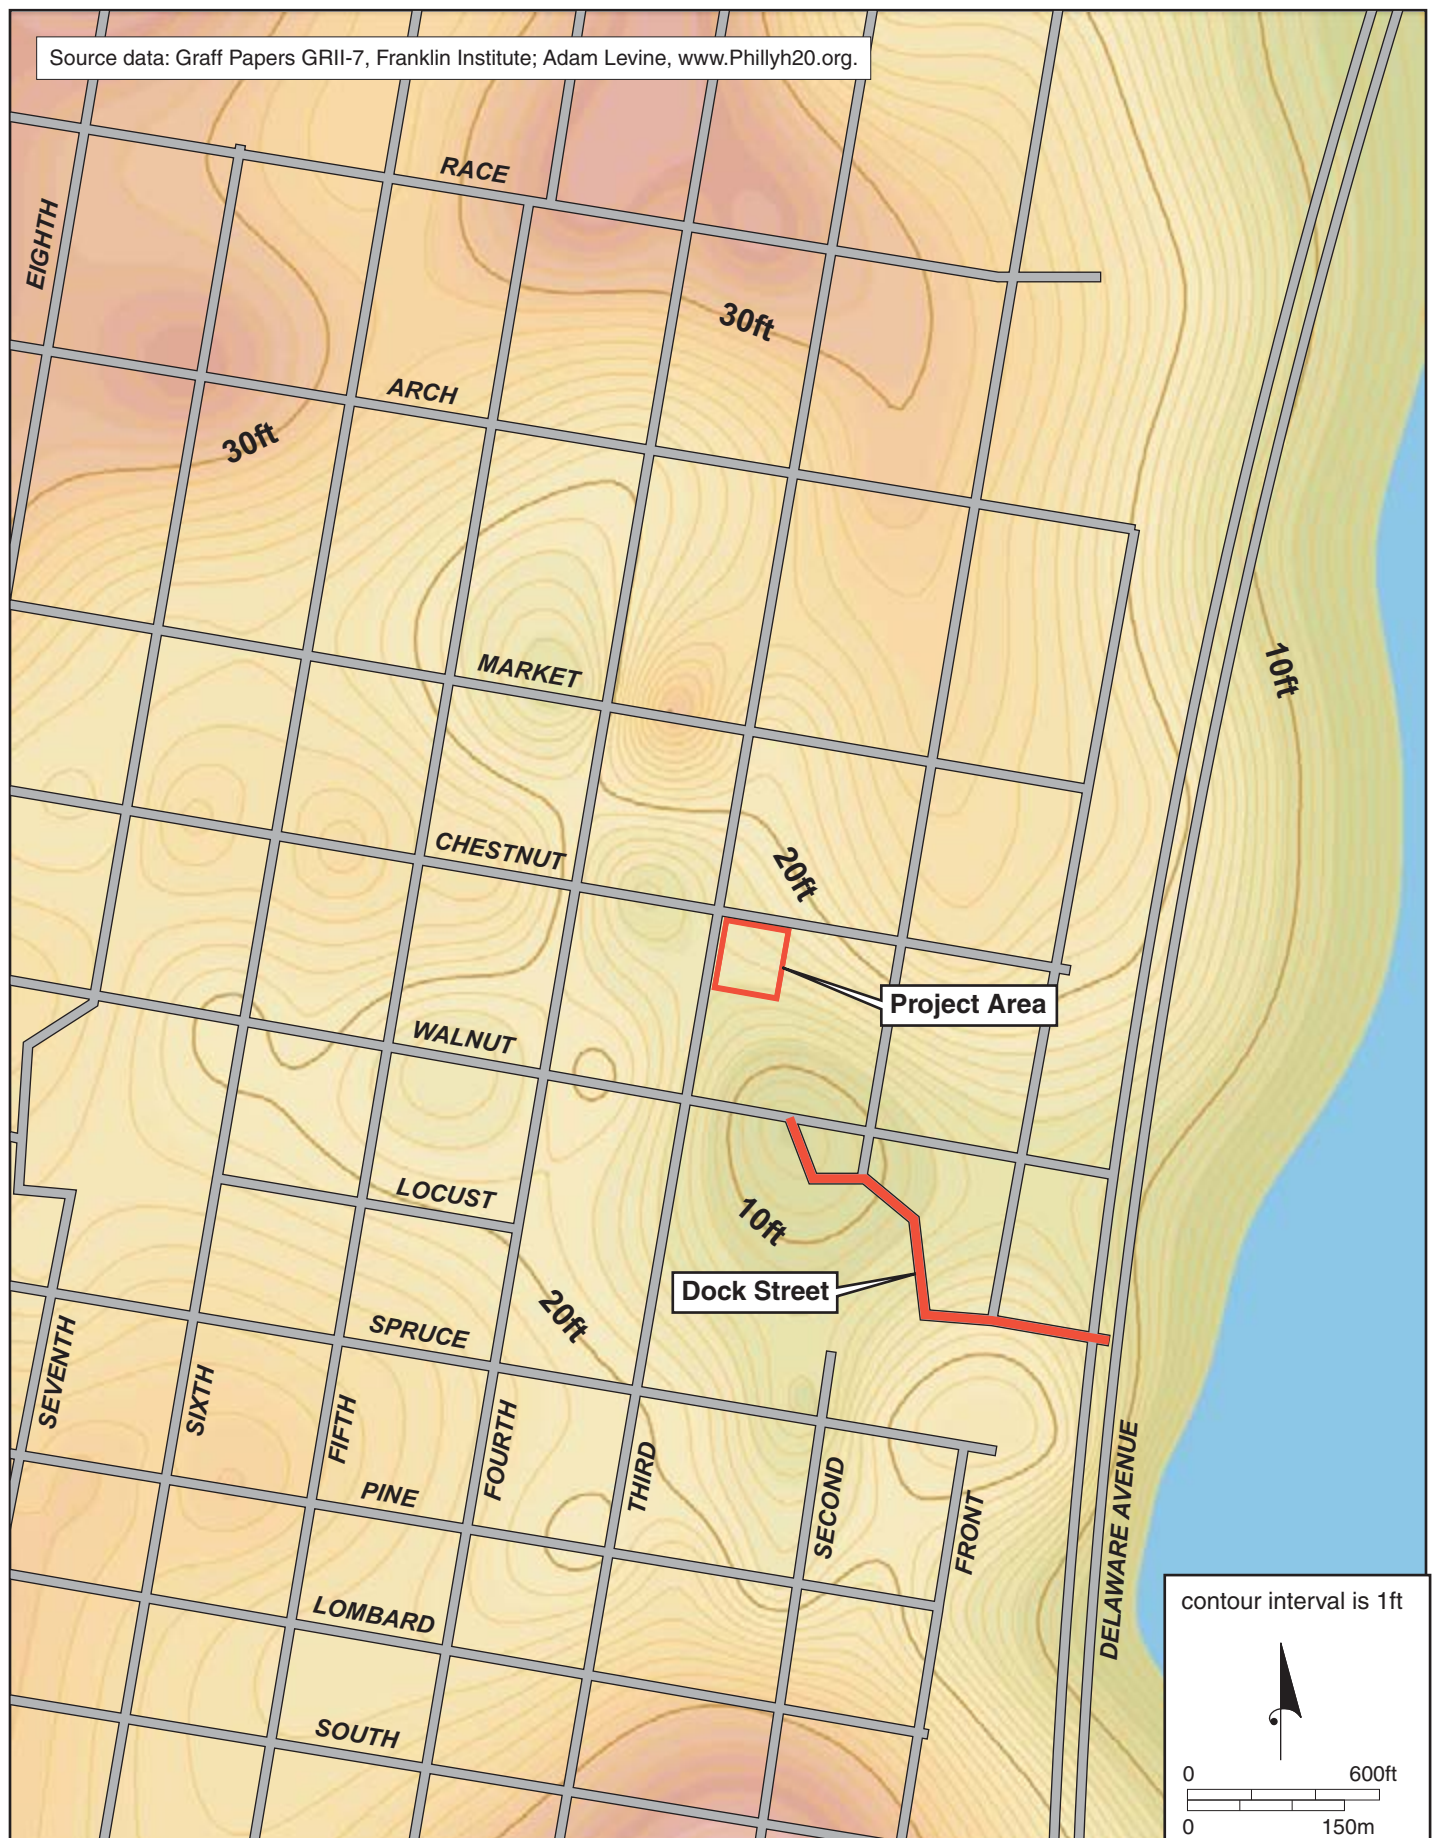 Source data: Graff Papers GRII-7, Franklin Institute; Adam Levine, www.Phillyh20.org.
RACE
EIGHTH
30ft
ARCH
30ft
MARKET
10ft
CHESTNUT
20ft
Project Area
WALNUT
LOCUST
10ft
Dock Street
20ft
SPRUCE
SEVENTH
SIXTH
FIFTH
FOURTH
THIRD
SECOND
FRONT
DELAWARE AVENUE
PINE
LOMBARD
SOUTH
contour interval is 1ft
0 600ft
0 150m